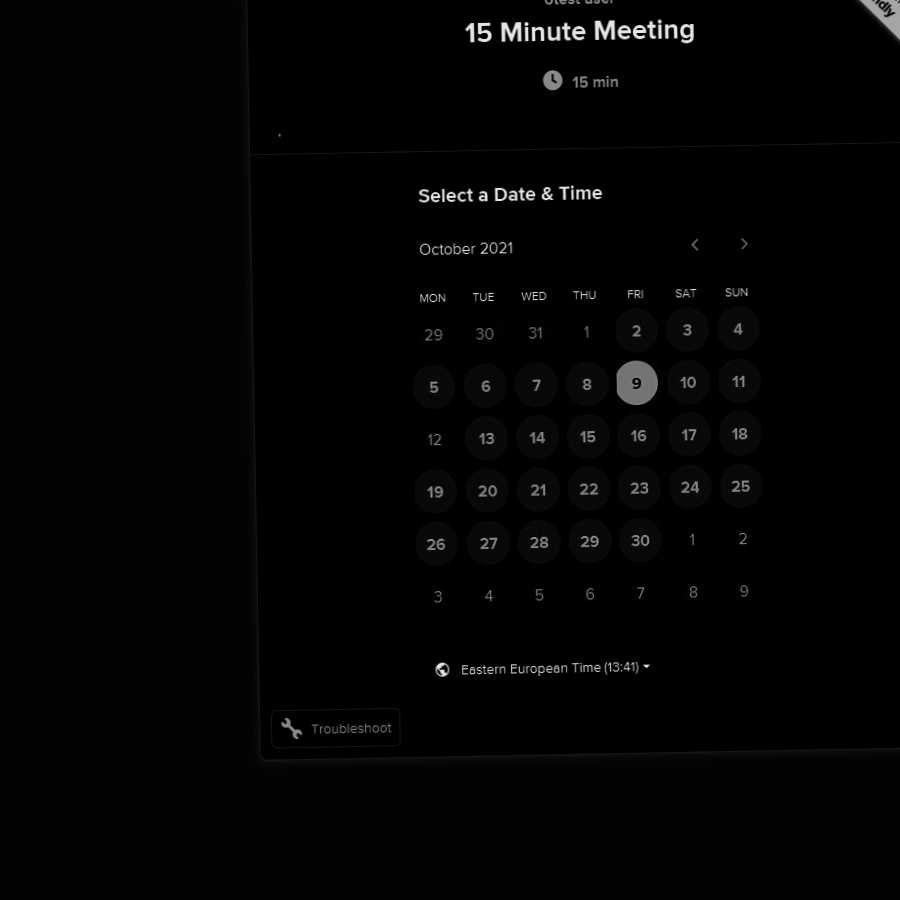 15 Minute Meeting
15 min
Select a Date & Time
October 2021
MON TUE WED THU FRI SAT SUN
29 30 31 1 2 3 4
5 6 7 8 9 10 11
12 13 14 15 16 17 18
19 20 21 22 23 24 25
26 27 28 29 30 1 2
3 4 5 6 7 8 9
Eastern European Time (13:41)
Troubleshoot